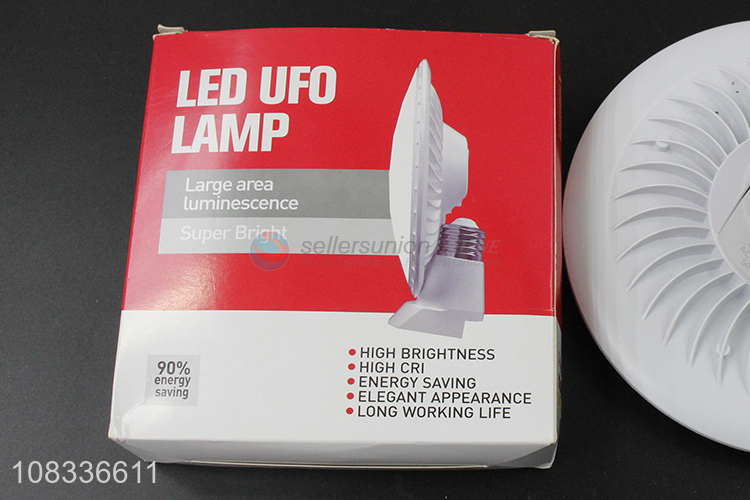 LED UFO
LAMP
Large area
luminescence
Super Bright
sellersunion
90%
energy
saving
• HIGH BRIGHTNESS
• HIGH CRI
• ENERGY SAVING
• ELEGANT APPEARANCE
• LONG WORKING LIFE
108336611